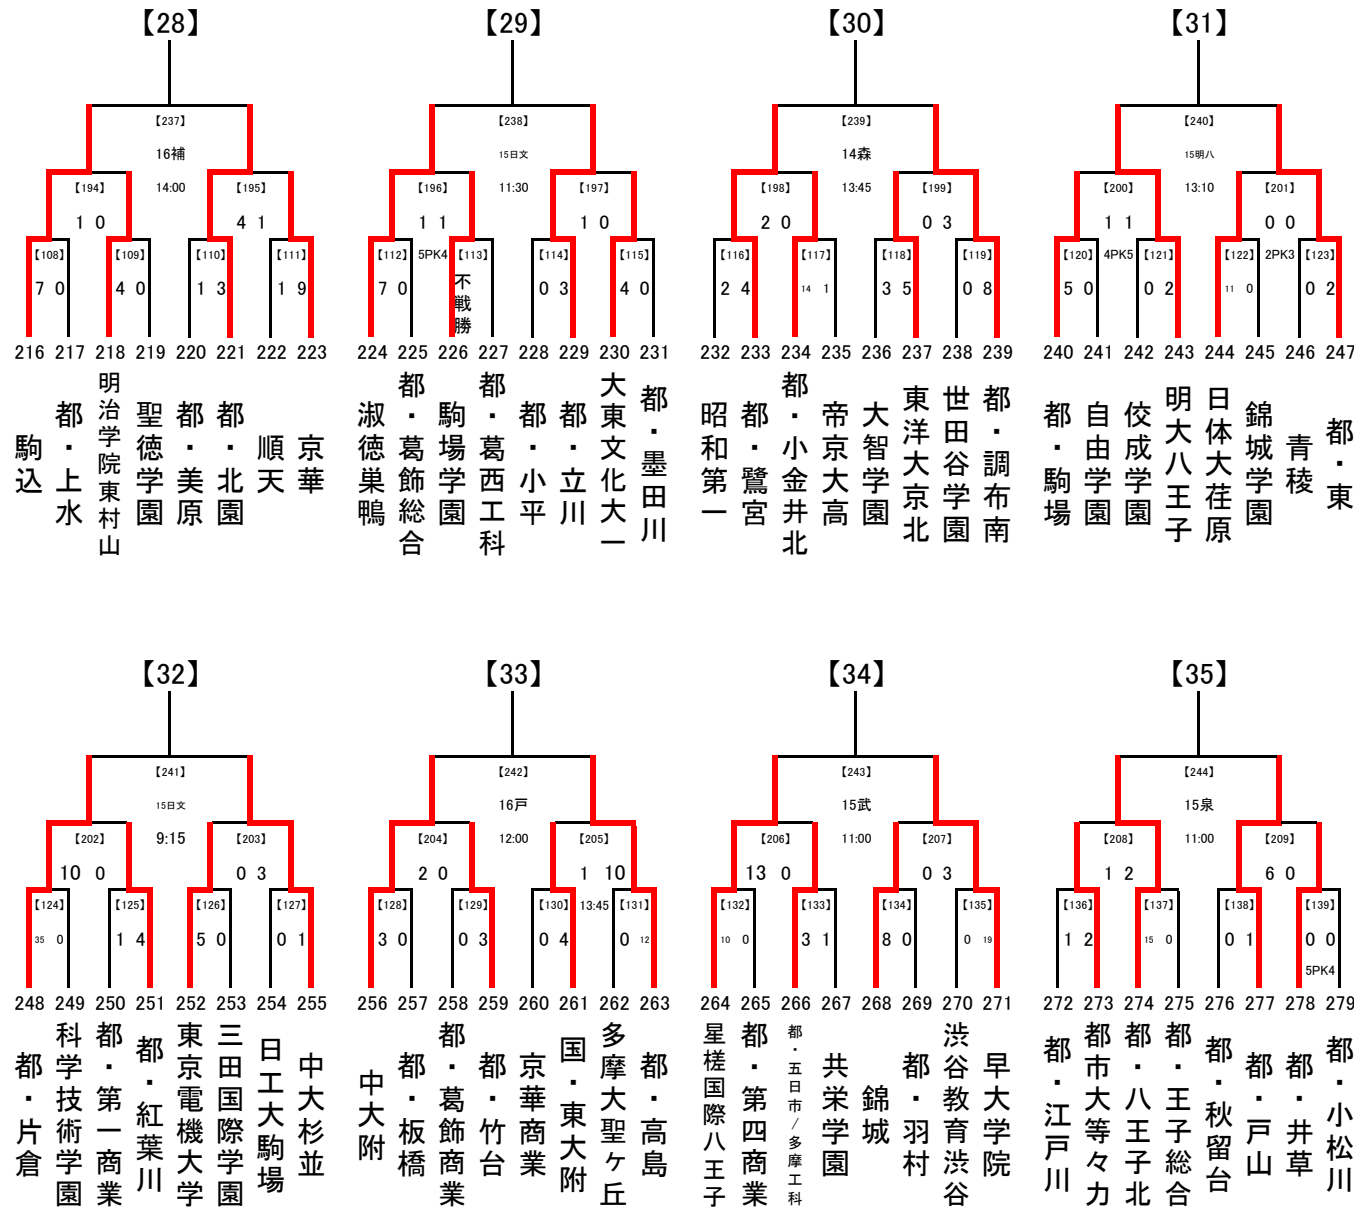 【28】 【29】 【30】 【31】
【237】 【238】 【239】 【240】
16補 15日文 14森 15明八
14:00 11:30 13:45 13:10
【194】 【195】 【196】 【197】 【198】 【199】 【200】 【201】
1 0 4 1 1 1 1 0 2 0 0 3 1 1 0 0
5PK4 4PK5 2PK3
【108】 【109】 【110】 【111】 【112】 【113】 【114】 【115】 【116】 【117】 【118】 【119】 【120】 【121】 【122】 【123】
7 0 4 0 1 3 1 9 7 0 不戦勝 0 3 4 0 2 4 14 1 3 5 0 8 5 0 0 2 11 0 0 2
216 217 218 219 220 221 222 223 224 225 226 227 228 229 230 231 232 233 234 235 236 237 238 239 240 241 242 243 244 245 246 247
駒込
都・上水
明治学院東村山
聖徳学園
都・美原
都・北園
順天
京華
淑徳巣鴨
都・葛飾総合
駒場学園
都・葛西工科
都・小平
都・立川
大東文化大一
都・墨田川
昭和第一
都・鷺宮
都・小金井北
帝京大高
大智学園
東洋大京北
世田谷学園
都・調布南
都・駒場
自由学園
佼成学園
明大八王子
日体大荏原
錦城学園
青稜
都・東
【32】 【33】 【34】 【35】
【241】 【242】 【243】 【244】
15日文 16戸 15武 15泉
9:15 12:00 11:00 11:00
【202】 【203】 【204】 【205】 【206】 【207】 【208】 【209】
10 0 0 3 2 0 1 10 13 0 0 3 1 2 6 0
13:45
【124】 【125】 【126】 【127】 【128】 【129】 【130】 【131】 【132】 【133】 【134】 【135】 【136】 【137】 【138】 【139】
35 0 1 4 5 0 0 1 3 0 0 3 0 4 0 12 10 0 3 1 8 0 0 19 1 2 15 0 0 1 0 0
5PK4
248 249 250 251 252 253 254 255 256 257 258 259 260 261 262 263 264 265 266 267 268 269 270 271 272 273 274 275 276 277 278 279
都・片倉
科学技術学園
都・第一商業
都・紅葉川
東京電機大学
三田国際学園
日工大駒場
中大杉並
中大附
都・板橋
都・葛飾商業
都・竹台
京華商業
国・東大附
多摩大聖ヶ丘
都・高島
星槎国際八王子
都・第四商業
都・五日市/多摩工科
共栄学園
錦城
都・羽村
渋谷教育渋谷
早大学院
都・江戸川
都市大等々力
都・八王子北
都・王子総合
都・秋留台
都・戸山
都・井草
都・小松川